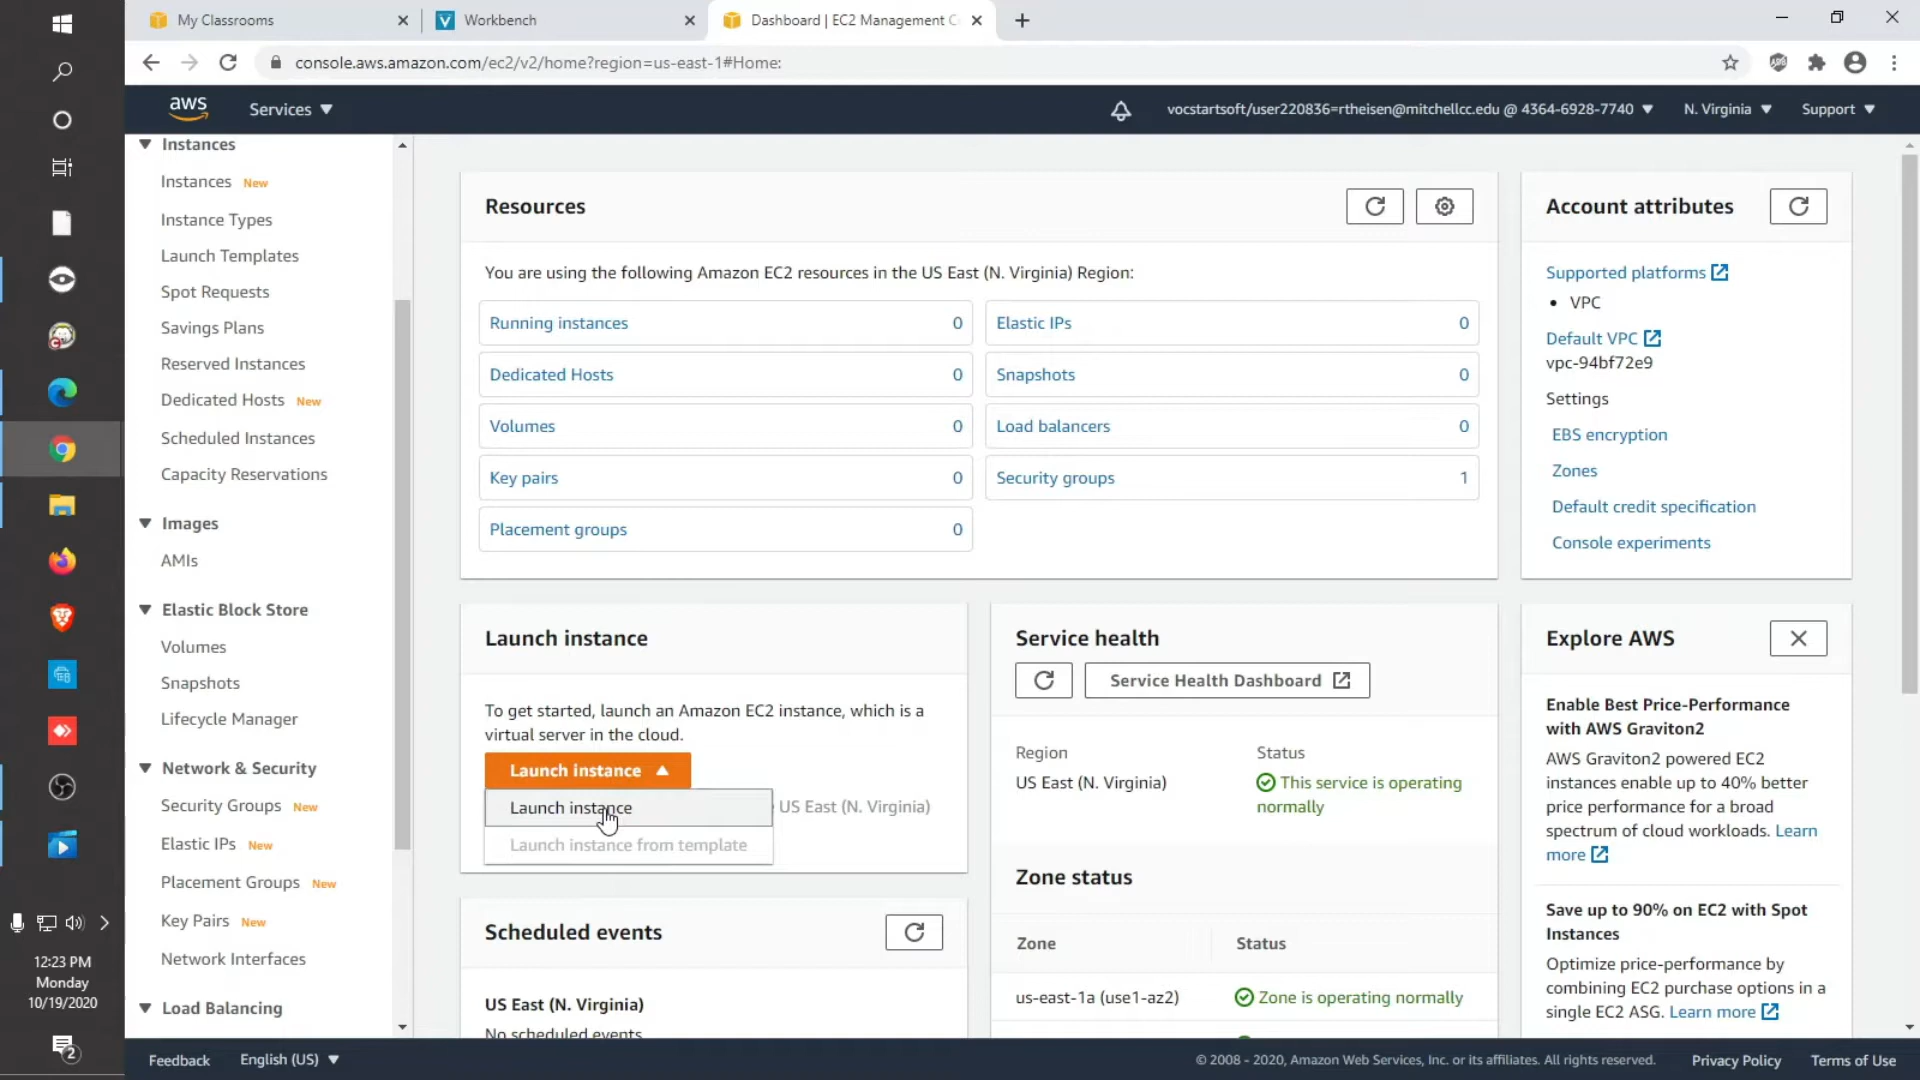 My Classrooms
Workbench
Dashboard | EC2 Management C
console.aws.amazon.com/ec2/v2/home?region=us-east-1#Home:
aws
Services
vocstartsoft/user220836=rtheisen@mitchellcc.edu @ 4364-6928-7740
N. Virginia
Support
Instances
Instances New
Instance Types
Launch Templates
Spot Requests
Savings Plans
Reserved Instances
Dedicated Hosts New
Scheduled Instances
Capacity Reservations
Images
AMIs
Elastic Block Store
Volumes
Snapshots
Lifecycle Manager
Network & Security
Security Groups New
Elastic IPs New
Placement Groups New
Key Pairs New
Network Interfaces
Load Balancing
Resources
You are using the following Amazon EC2 resources in the US East (N. Virginia) Region:
Running instances 0
Elastic IPs 0
Dedicated Hosts 0
Snapshots 0
Volumes 0
Load balancers 0
Key pairs 0
Security groups 1
Placement groups 0
Launch instance
To get started, launch an Amazon EC2 instance, which is a
virtual server in the cloud.
Launch instance
Launch instance
US East (N. Virginia)
Launch instance from template
Scheduled events
US East (N. Virginia)
No scheduled events
Service health
Service Health Dashboard
Region
Status
US East (N. Virginia)
This service is operating
normally
Zone status
Zone
Status
us-east-1a (use1-az2)
Zone is operating normally
Account attributes
Supported platforms
• VPC
Default VPC
vpc-94bf72e9
Settings
EBS encryption
Zones
Default credit specification
Console experiments
Explore AWS
Enable Best Price-Performance
with AWS Graviton2
AWS Graviton2 powered EC2
instances enable up to 40% better
price performance for a broad
spectrum of cloud workloads. Learn
more
Save up to 90% on EC2 with Spot
Instances
Optimize price-performance by
combining EC2 purchase options in a
single EC2 ASG. Learn more
12:23 PM
Monday
10/19/2020
2
Feedback
English (US)
© 2008 - 2020, Amazon Web Services, Inc. or its affiliates. All rights reserved.
Privacy Policy
Terms of Use